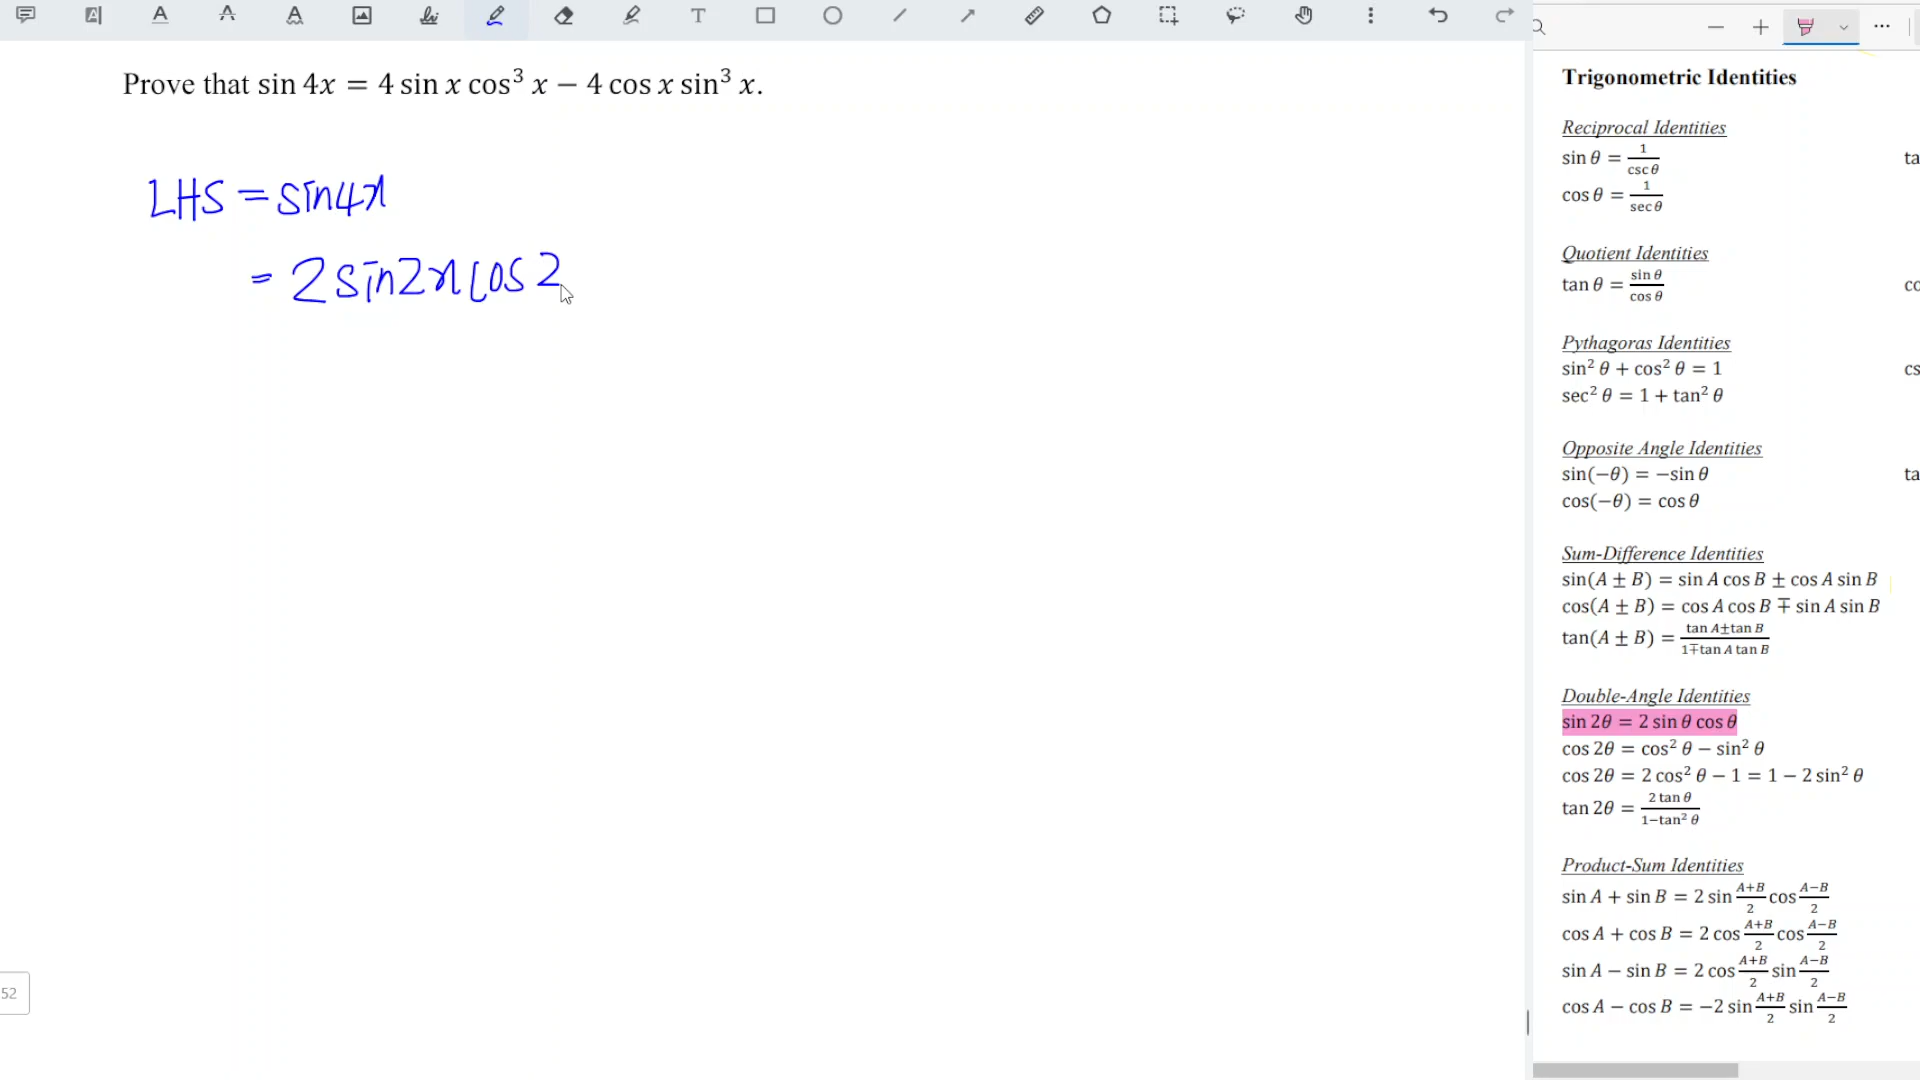 Prove that sin 4x = 4 sin x cos³ x − 4 cos x sin³ x.
LHS = sin4x
= 2sin2x cos 2
52
Trigonometric Identities
Reciprocal Identities
sin θ = 1/csc θ
ta
cos θ = 1/sec θ
Quotient Identities
tan θ = sin θ/cos θ
co
Pythagoras Identities
sin² θ + cos² θ = 1
cs
sec² θ = 1 + tan² θ
Opposite Angle Identities
sin(−θ) = −sin θ
ta
cos(−θ) = cos θ
Sum-Difference Identities
sin(A ± B) = sin A cos B ± cos A sin B
cos(A ± B) = cos A cos B ∓ sin A sin B
tan(A ± B) = tan A±tan B/1∓tan A tan B
Double-Angle Identities
sin 2θ = 2 sin θ cos θ
cos 2θ = cos² θ − sin² θ
cos 2θ = 2 cos² θ − 1 = 1 − 2 sin² θ
tan 2θ = 2 tan θ/1−tan² θ
Product-Sum Identities
sin A + sin B = 2 sin A+B/2 cos A−B/2
cos A + cos B = 2 cos A+B/2 cos A−B/2
sin A − sin B = 2 cos A+B/2 sin A−B/2
cos A − cos B = −2 sin A+B/2 sin A−B/2